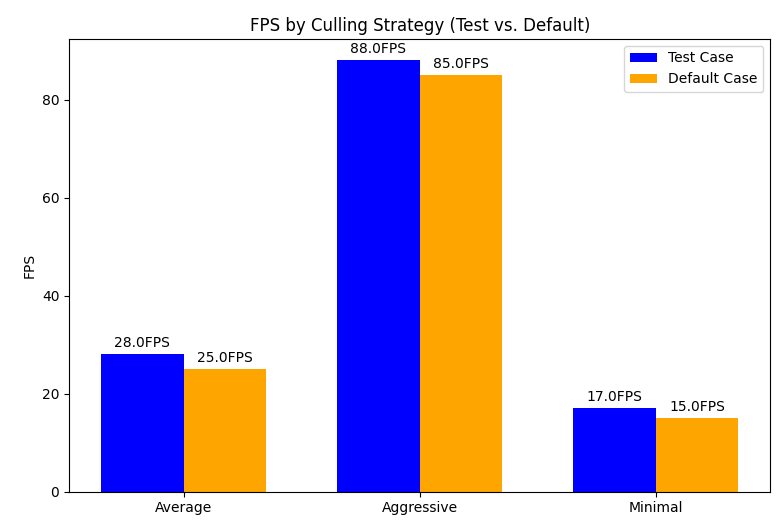 FPS by Culling Strategy (Test vs. Default)
Test Case
Default Case
FPS
80
60
40
20
0
28.0FPS
25.0FPS
88.0FPS
85.0FPS
17.0FPS
15.0FPS
Average
Aggressive
Minimal